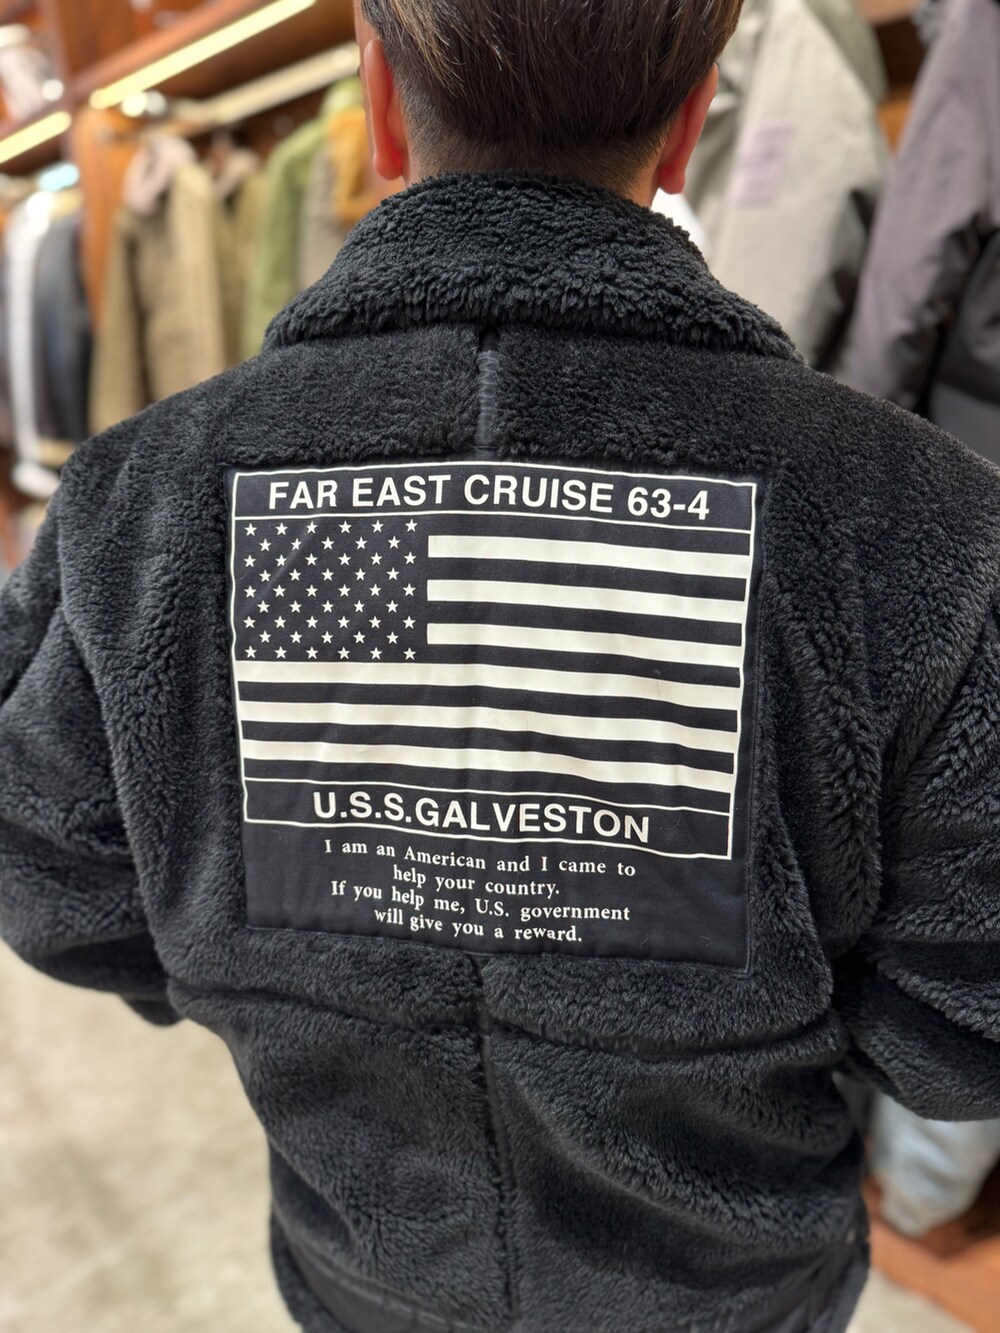 FAR EAST CRUISE 63-4
U.S.S.GALVESTON
I am an American and I came to
help your country.
If you help me, U.S. government
will give you a reward.